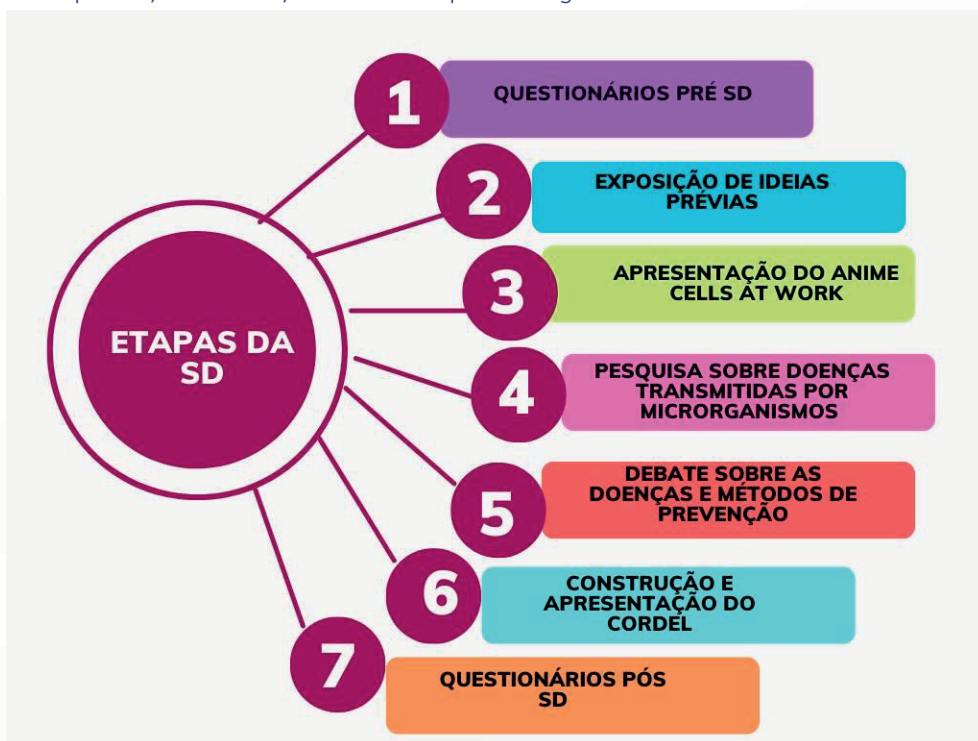 1
QUESTIONÁRIOS PRÉ SD
2
EXPOSIÇÃO DE IDEIAS
PRÉVIAS
3
APRESENTAÇÃO DO ANIME
CELLS AT WORK
ETAPAS DA
SD
4
PESQUISA SOBRE DOENÇAS
TRANSMITIDAS POR
MICRORGANISMOS
5
DEBATE SOBRE AS
DOENÇAS E MÉTODOS DE
PREVENÇÃO
6
CONSTRUÇÃO E
APRESENTAÇÃO DO
CORDEL
7
QUESTIONÁRIOS PÓS
SD